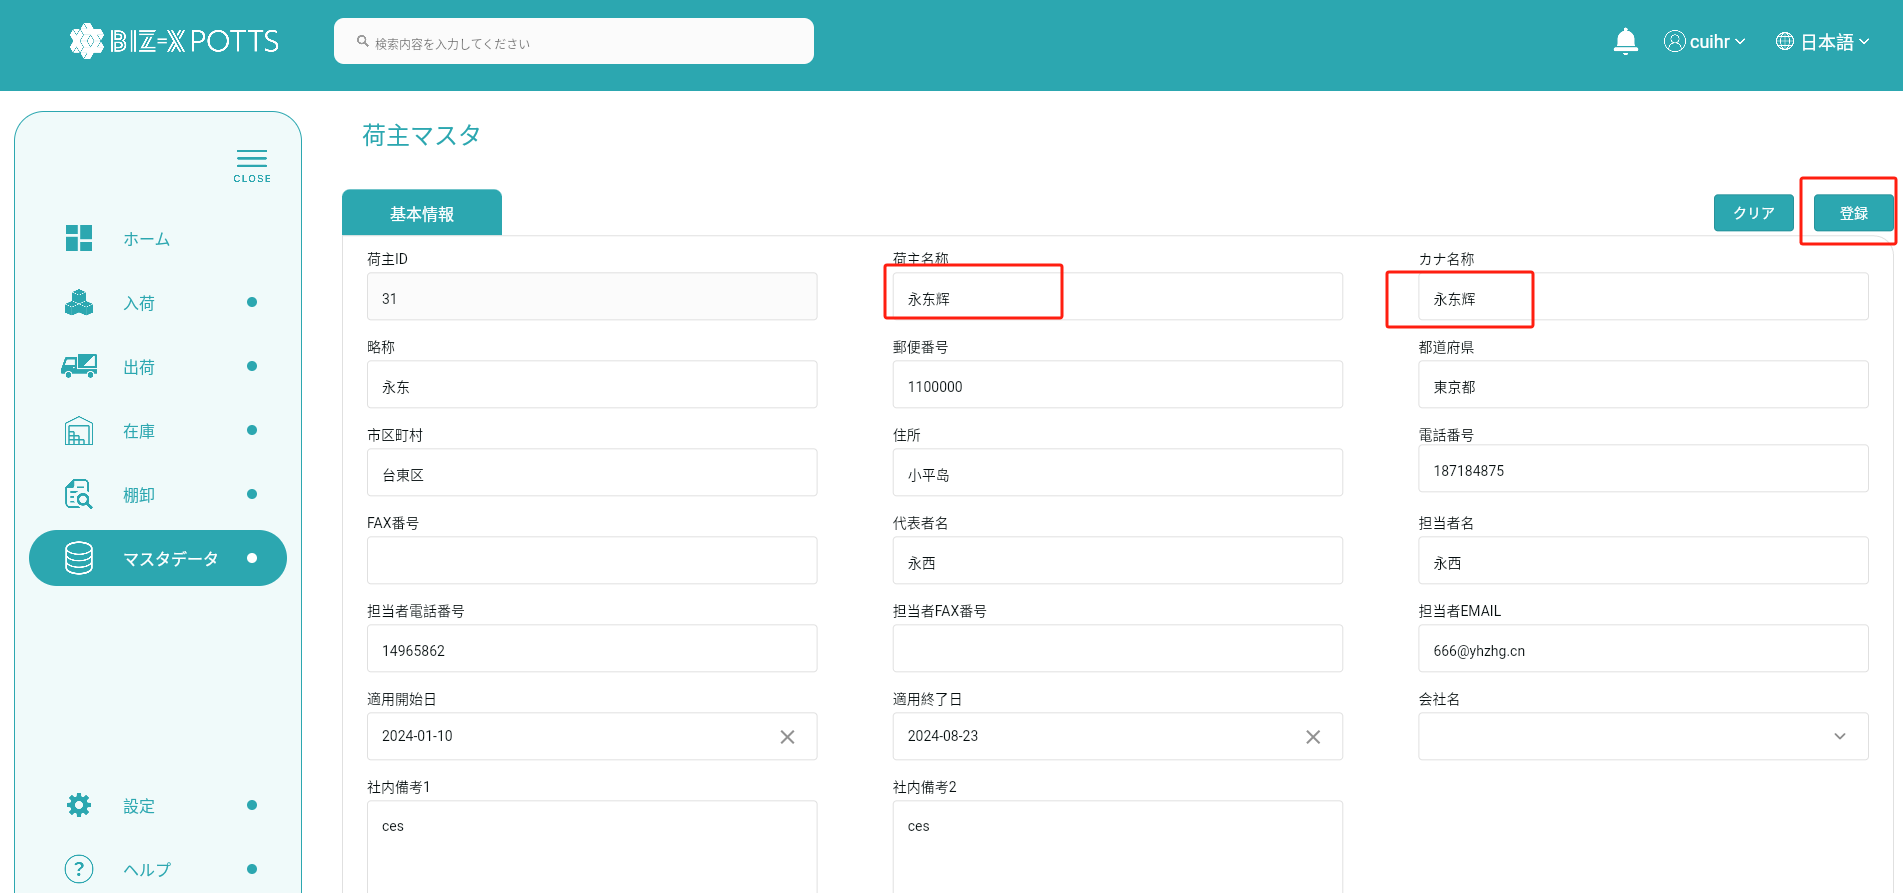 BIZ=X POTTS
検索内容を入力してください
cuihr
日本語
CLOSE
ホーム
入荷
出荷
在庫
棚卸
マスタデータ
設定
ヘルプ
荷主マスタ
基本情報
クリア
登録
荷主ID
荷主名称
カナ名称
31
永东辉
永东辉
略称
郵便番号
都道府県
永东
1100000
東京都
市区町村
住所
電話番号
台東区
小平岛
187184875
FAX番号
代表者名
担当者名
永西
永西
担当者電話番号
担当者FAX番号
担当者EMAIL
14965862
666@yhzhg.cn
適用開始日
適用終了日
会社名
2024-01-10
2024-08-23
社内備考1
社内備考2
ces
ces